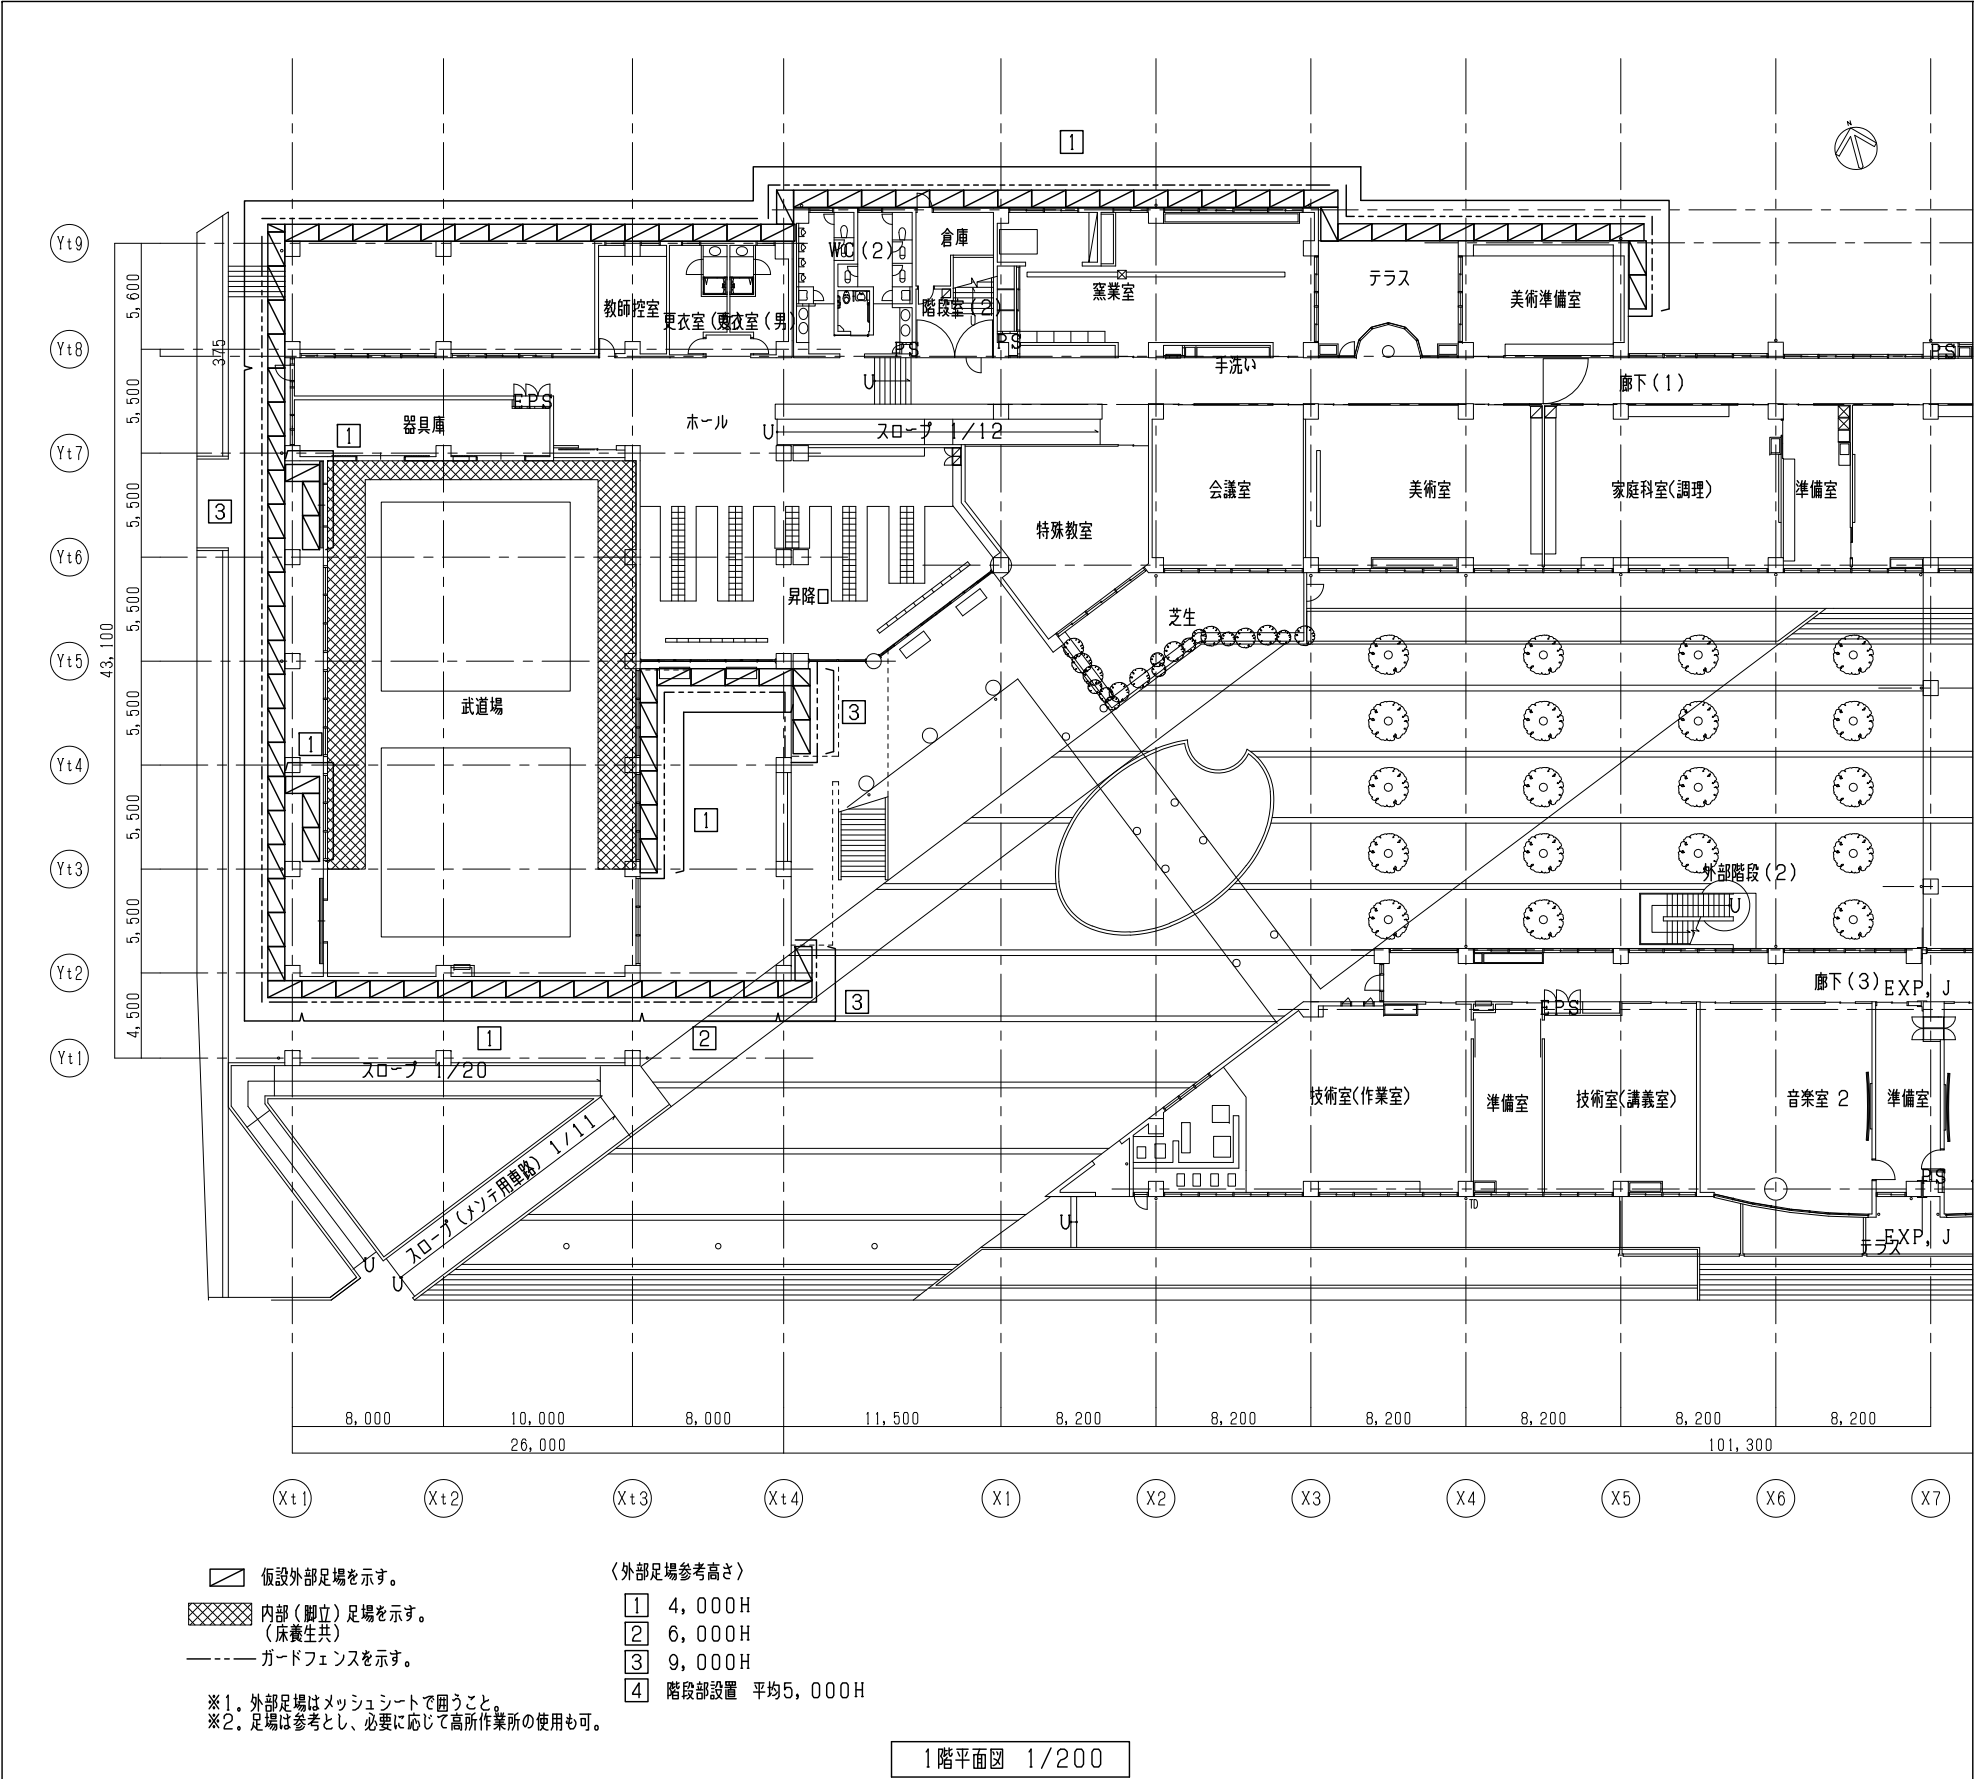 1
N
Yt9
倉庫
WC(2)
テラス
5,600
教師控室
更衣室
更衣室(男)
階段室(2)
窯業室
美術準備室
Yt8
375
PS
PS
PS
手洗い
U
廊下(1)
5,500
EPS
器具庫
ホール
1
U
スロープ 1/12
Yt7
3
5,500
会議室
美術室
家庭科室(調理)
準備室
特殊教室
Yt6
5,500
昇降口
芝生
43,100
Yt5
5,500
武道場
3
1
Yt4
5,500
1
Yt3
外部階段(2)
U
5,500
Yt2
廊下(3)
EXP,J
3
EPS
4,500
1
2
Yt1
スロープ 1/20
技術室(作業室)
準備室
技術室(講義室)
音楽室 2
準備室
スロープ(メンテ用車路) 1/11
PS
TD
U
EXP,J
テラス
U
U
8,000
10,000
8,000
11,500
8,200
8,200
8,200
8,200
8,200
8,200
26,000
101,300
Xt1
Xt2
Xt3
Xt4
X1
X2
X3
X4
X5
X6
X7
仮設外部足場を示す。
内部(脚立)足場を示す。
(床養生共)
ガードフェンスを示す。
〈外部足場参考高さ〉
1 4,000H
2 6,000H
3 9,000H
4 階段部設置 平均5,000H
※1。外部足場はメッシュシートで囲うこと。
※2。足場は参考とし、必要に応じて高所作業所の使用も可。
1階平面図 1/200